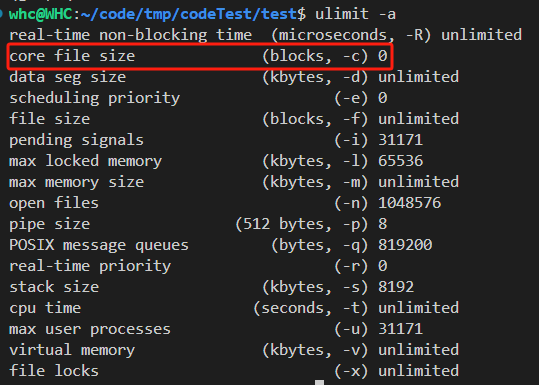 whc@WHC:~/code/tmp/codeTest/test$ ulimit -a
real-time non-blocking time  (microseconds, -R) unlimited
core file size              (blocks, -c) 0
data seg size               (kbytes, -d) unlimited
scheduling priority                 (-e) 0
file size                   (blocks, -f) unlimited
pending signals                     (-i) 31171
max locked memory           (kbytes, -l) 65536
max memory size             (kbytes, -m) unlimited
open files                          (-n) 1048576
pipe size                (512 bytes, -p) 8
POSIX message queues         (bytes, -q) 819200
real-time priority                  (-r) 0
stack size                  (kbytes, -s) 8192
cpu time                   (seconds, -t) unlimited
max user processes                  (-u) 31171
virtual memory              (kbytes, -v) unlimited
file locks                          (-x) unlimited